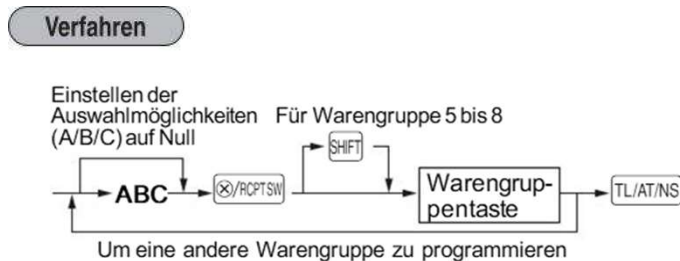 Verfahren
Einstellen der
Auswahlmöglichkeiten
(A/B/C) auf Null
Für Warengruppe 5 bis 8
SHIFT
ABC
⊗/RCPTSW
Warengrup-
pentaste
TL/AT/NS
Um eine andere Warengruppe zu programmieren